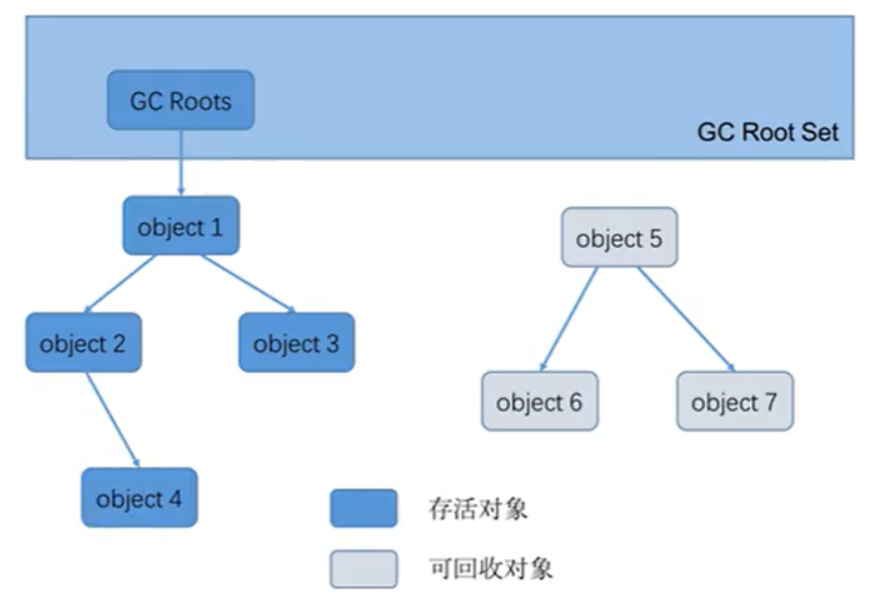 GC Roots
GC Root Set
object 1
object 5
object 2
object 3
object 6
object 7
object 4
存活对象
可回收对象